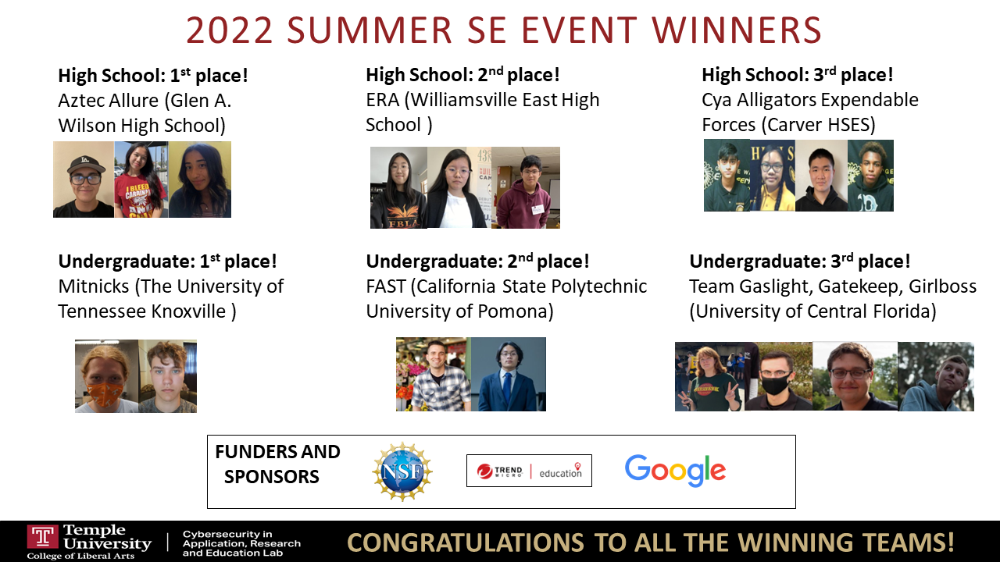 2022 SUMMER SE EVENT WINNERS
High School: 1st place!
Aztec Allure (Glen A.
Wilson High School)
High School: 2nd place!
ERA (Williamsville East High
School )
High School: 3rd place!
Cya Alligators Expendable
Forces (Carver HSES)
LA
I BLEED
CARDINAL
FBLA
Undergraduate: 1st place!
Mitnicks (The University of
Tennessee Knoxville )
Undergraduate: 2nd place!
FAST (California State Polytechnic
University of Pomona)
Undergraduate: 3rd place!
Team Gaslight, Gatekeep, Girlboss
(University of Central Florida)
FUNDERS AND
SPONSORS
NSF
TREND
MICRO
education
Google
Temple
University
College of Liberal Arts
Cybersecurity in
Application, Research
and Education Lab
CONGRATULATIONS TO ALL THE WINNING TEAMS!